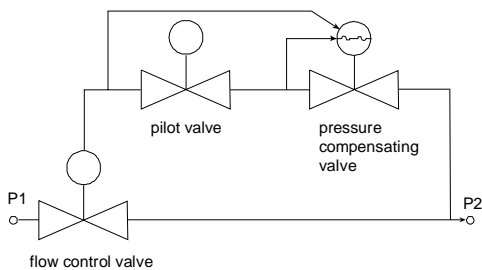 pilot valve
pressure
compensating
valve
P1
P2
flow control valve